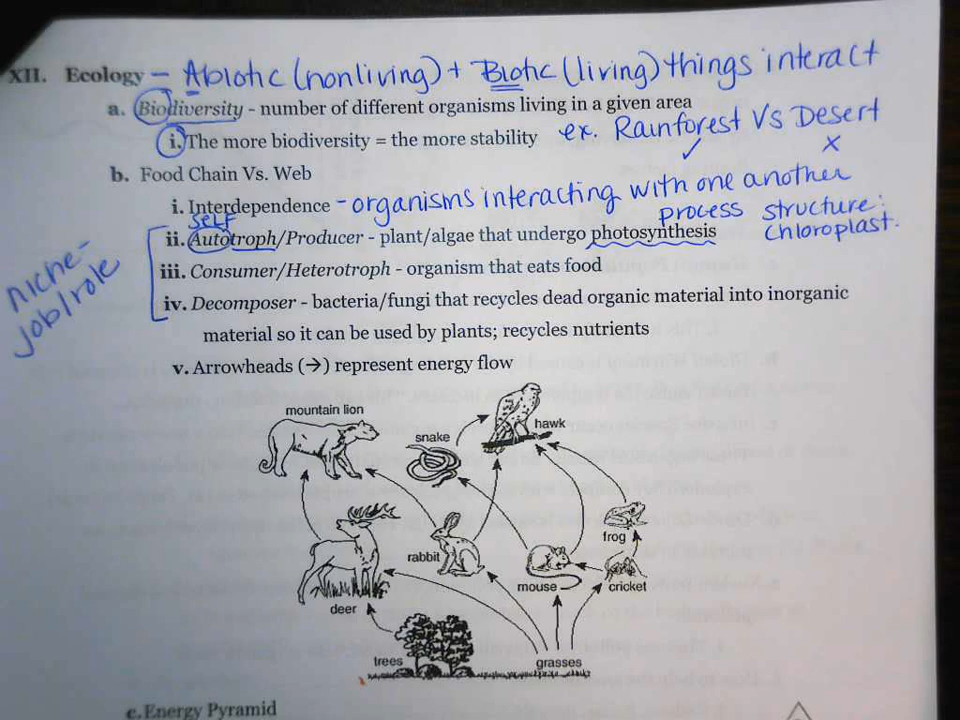 XII. Ecology – Abiotic (nonliving) + Biotic (living) things interact
a. Biodiversity - number of different organisms living in a given area
i. The more biodiversity = the more stability ex. Rainforest Vs Desert
✓ X
b. Food Chain Vs. Web
i. Interdependence - organisms interacting with one another
SELF process structure:
ii. Autotroph/Producer - plant/algae that undergo photosynthesis chloroplast.
niche -
job/role
iii. Consumer/Heterotroph - organism that eats food
iv. Decomposer - bacteria/fungi that recycles dead organic material into inorganic
material so it can be used by plants; recycles nutrients
v. Arrowheads (→) represent energy flow
mountain lion
snake
hawk
rabbit
frog
mouse
cricket
deer
trees
grasses
c. Energy Pyramid